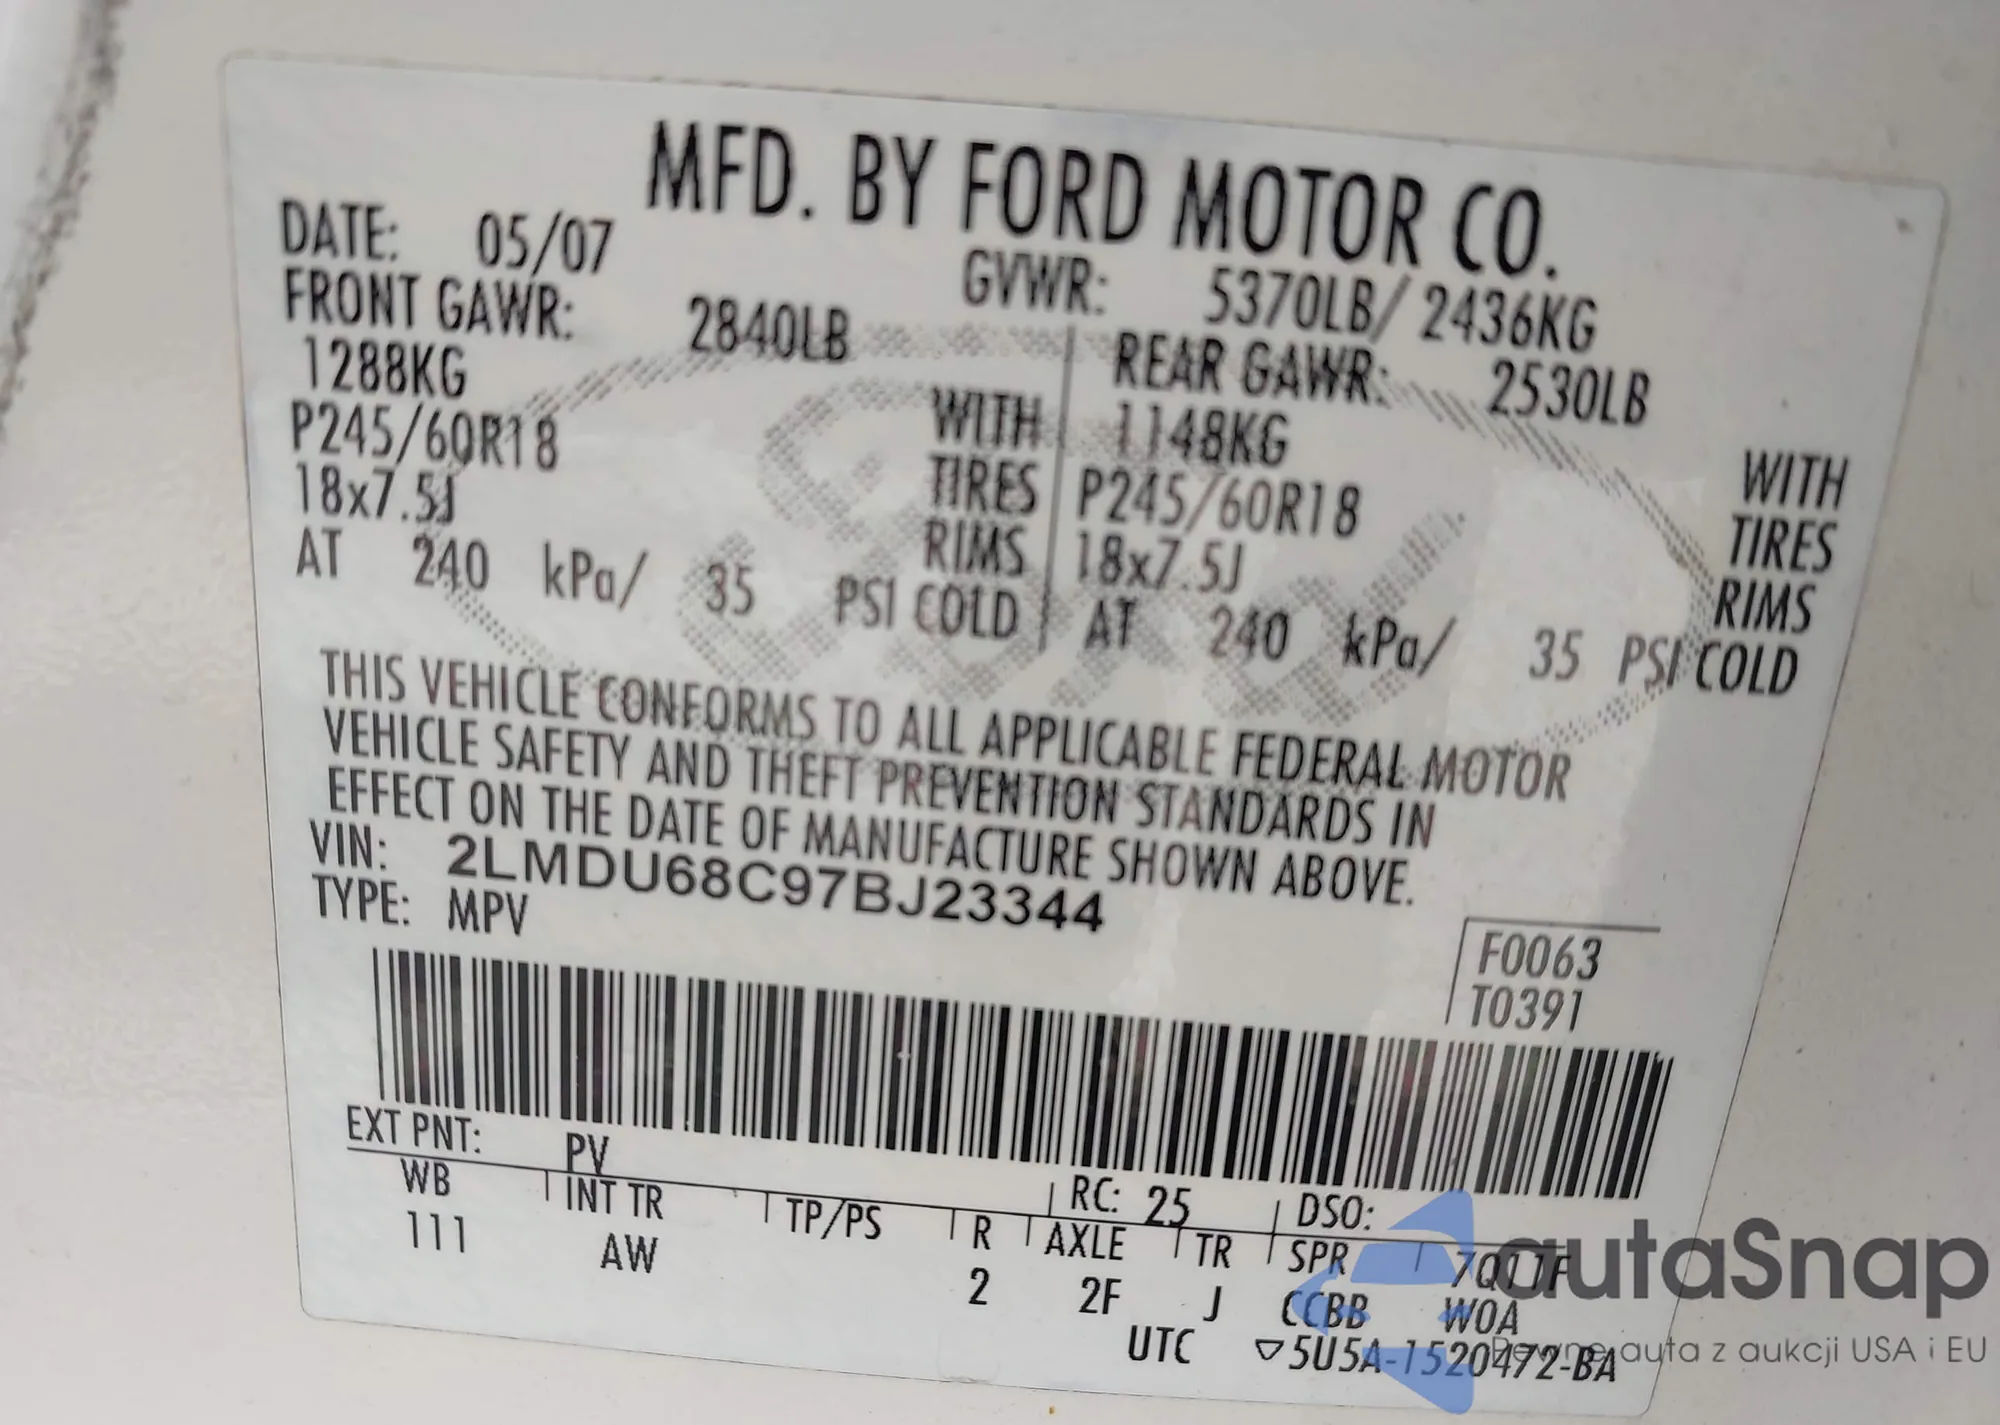 MFD. BY FORD MOTOR CO.
DATE: 05/07 GVWR: 5370LB/ 2436KG
FRONT GAWR: 2840LB REAR GAWR: 2530LB
1288KG WITH 1148KG WITH
P245/60R18 TIRES P245/60R18 TIRES
18x7.5J RIMS 18x7.5J RIMS
AT 240 kPa/ 35 PSI COLD AT 240 kPa/ 35 PSI COLD
THIS VEHICLE CONFORMS TO ALL APPLICABLE FEDERAL MOTOR
VEHICLE SAFETY AND THEFT PREVENTION STANDARDS IN
EFFECT ON THE DATE OF MANUFACTURE SHOWN ABOVE.
VIN: 2LMDU68C97BJ23344
TYPE: MPV
F0063
T0391
EXT PNT: PV RC: 25 DSO:
WB INT TR TP/PS R AXLE TR SPR
111 AW 2 2F J CCBB W0A
UTC ▽5U5A-1520472-BA
autaSnap
Pewne auta z aukcji USA i EU